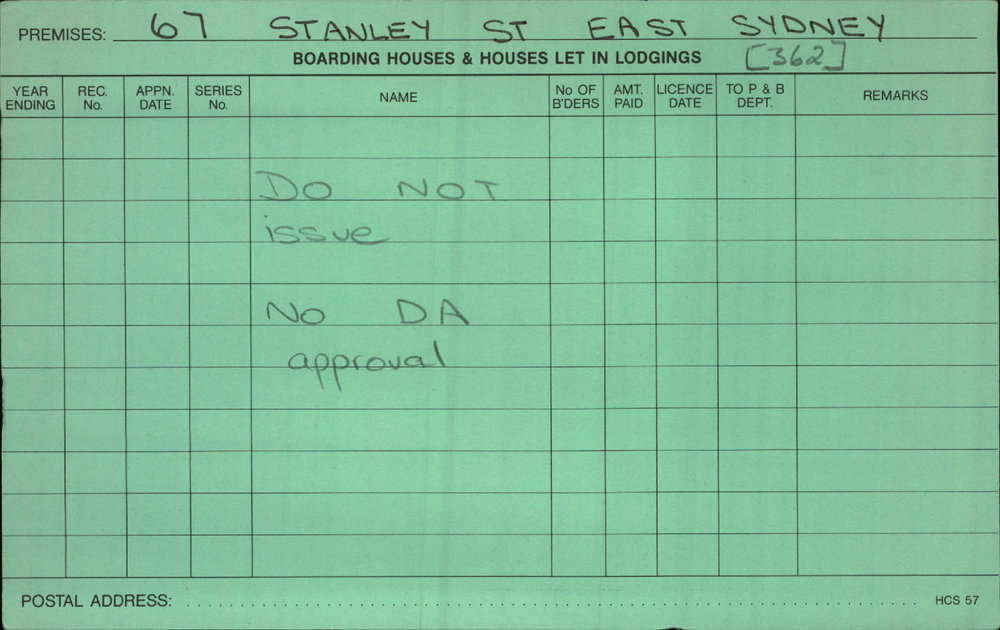 PREMISES: 67 STANLEY ST EAST SYDNEY
BOARDING HOUSES & HOUSES LET IN LODGINGS [362]
YEAR ENDING REC. No. APPN. DATE SERIES No. NAME No OF B'DERS AMT. PAID LICENCE DATE TO P & B DEPT. REMARKS
DO NOT
issue
No DA
approval
POSTAL ADDRESS: HCS 57